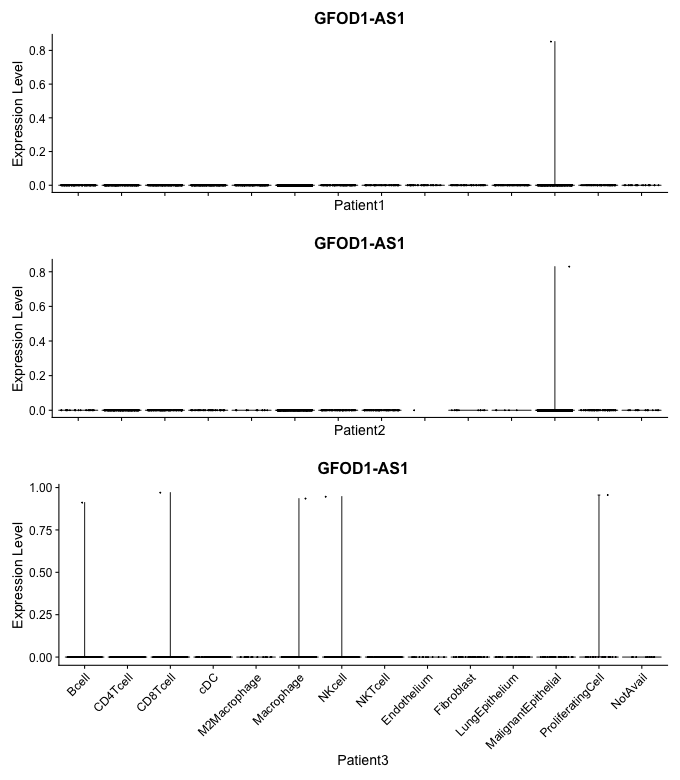 GFOD1-AS1
Expression Level
0.8
0.6
0.4
0.2
0.0
Patient1
GFOD1-AS1
Expression Level
0.8
0.6
0.4
0.2
0.0
Patient2
GFOD1-AS1
Expression Level
1.00
0.75
0.50
0.25
0.00
Bcell
CD4Tcell
CD8Tcell
cDC
M2Macrophage
Macrophage
NKcell
NKTcell
Endothelium
Fibroblast
LungEpithelium
MalignantEpithelial
ProliferatingCell
NotAvail
Patient3